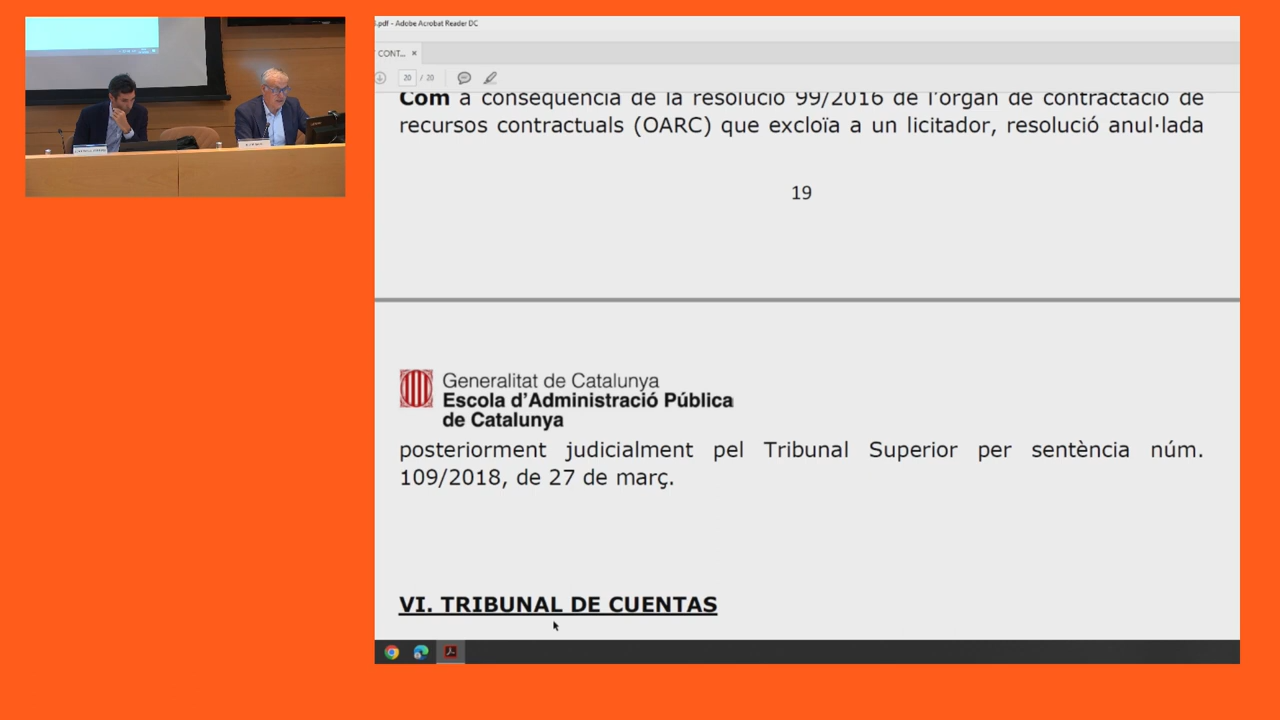 .pdf - Adobe Acrobat Reader DC
CONT...
20 / 20
Com a conseqüència de la resolució 99/2016 de l'òrgan de contractació de
recursos contractuals (OARC) que excloïa a un licitador, resolució anul·lada
19
Generalitat de Catalunya
Escola d'Administració Pública
de Catalunya
posteriorment judicialment pel Tribunal Superior per sentència núm.
109/2018, de 27 de març.
VI. TRIBUNAL DE CUENTAS